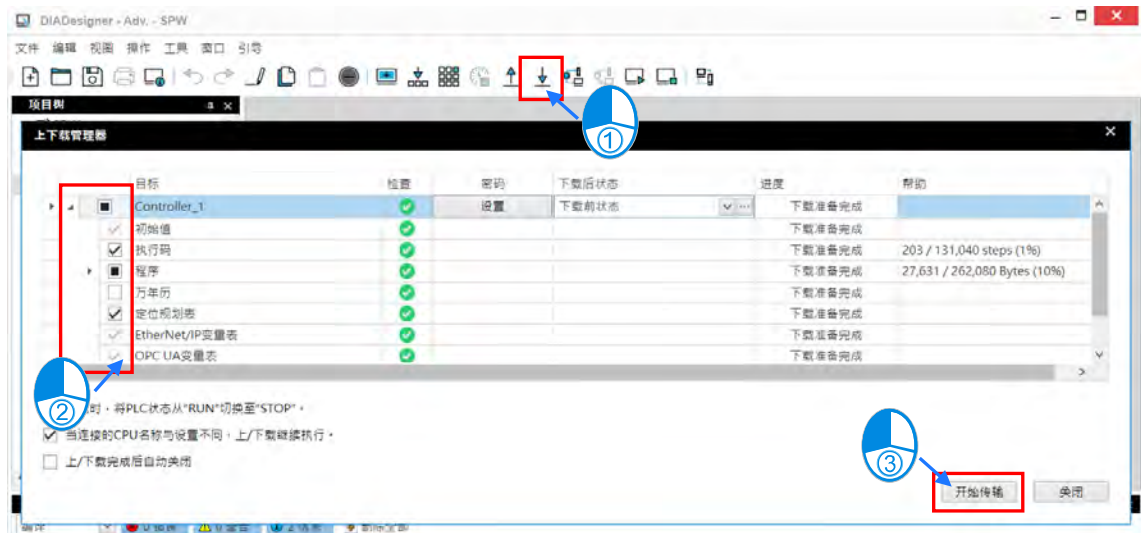 DIADesigner - Adv. - SPW
文件 编辑 视图 操作 工具 窗口 引导
项目树
①
上下载管理器
目标 检查 密码 下载后状态 进度 帮助
Controller_1 设置 下载前状态 下载准备完成
初始值 下载准备完成
执行码 下载准备完成 203 / 131,040 steps (1%)
程序 下载准备完成 27,631 / 262,080 Bytes (10%)
万年历 下载准备完成
定位规划表 下载准备完成
EtherNet/IP变量表 下载准备完成
OPC UA变量表 下载准备完成
②
时，将PLC状态从"RUN"切换至"STOP"。
当连接的CPU名称与设置不同，上/下载继续执行。
上/下载完成后自动关闭
③
开始传输 关闭